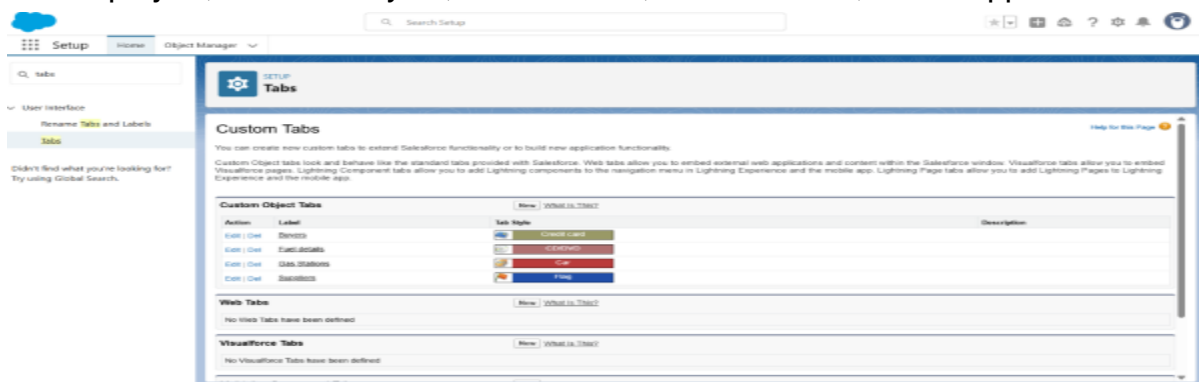 Search Setup
Setup Home Object Manager
tabs
SETUP
Tabs
User Interface
Rename Tabs and Labels
Tabs
Didn't find what you're looking for?
Try using Global Search.
Custom Tabs
Help for this Page
You can create new custom tabs to extend Salesforce functionality or to build new application functionality.
Custom Object tabs look and behave like the standard tabs provided with Salesforce. Web tabs allow you to embed external web applications and content within the Salesforce window. Visualforce tabs allow you to embed
Visualforce pages. Lightning Component tabs allow you to add Lightning components to the navigation menu in Lightning Experience and the mobile app. Lightning Page tabs allow you to add Lightning Pages to Lightning
Experience and the mobile app.
Custom Object Tabs New What Is This?
Action Label Tab Style Description
Edit | Del Buyers Credit card
Edit | Del Fuel details CD/DVD
Edit | Del Gas Stations Car
Edit | Del Suppliers Flag
Web Tabs New What Is This?
No Web Tabs have been defined
Visualforce Tabs New What Is This?
No Visualforce Tabs have been defined